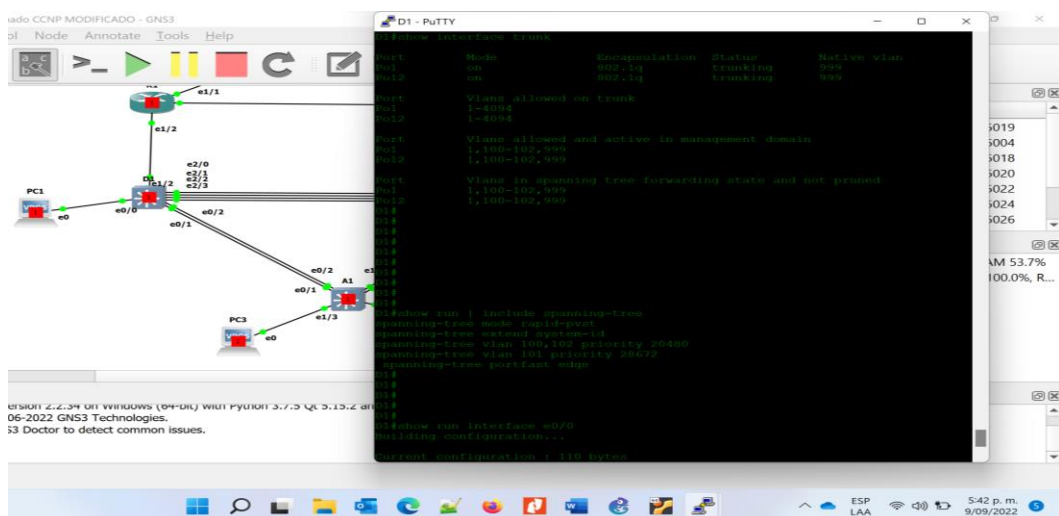 ado CCNP MODIFICADO - GNS3
ol Node Annotate Tools Help
e1/1
e1/2
e2/0
e2/1
e2/2
e2/3
D1
e1/2
PC1
e0
e0/0
e0/2
e0/1
e0/2
A1
e0/1
e1/3
PC3
e0
ersion 2.2.34 on Windows (64-bit) with Python 3.7.5 Qt 5.15.2 an
06-2022 GNS3 Technologies.
S3 Doctor to detect common issues.
D1 - PuTTY
D1#show interface trunk
Port Mode Encapsulation Status Native vlan
Po1 on 802.1q trunking 999
Po12 on 802.1q trunking 999
Port Vlans allowed on trunk
Po1 1-4094
Po12 1-4094
Port Vlans allowed and active in management domain
Po1 1,100-102,999
Po12 1,100-102,999
Port Vlans in spanning tree forwarding state and not pruned
Po1 1,100-102,999
Po12 1,100-102,999
D1#
D1#
D1#
D1#
D1#
D1#
D1#
D1#
D1#show run | include spanning-tree
spanning-tree mode rapid-pvst
spanning-tree extend system-id
spanning-tree vlan 100,102 priority 20480
spanning-tree vlan 101 priority 28672
spanning-tree portfast edge
D1#
D1#
D1#
D1#
D1#show run interface e0/0
Building configuration...
Current configuration : 110 bytes
5019
5004
5018
5020
5022
5024
5026
AM 53.7%
100.0%, R...
ESP
LAA
5:42 p. m.
9/09/2022
5